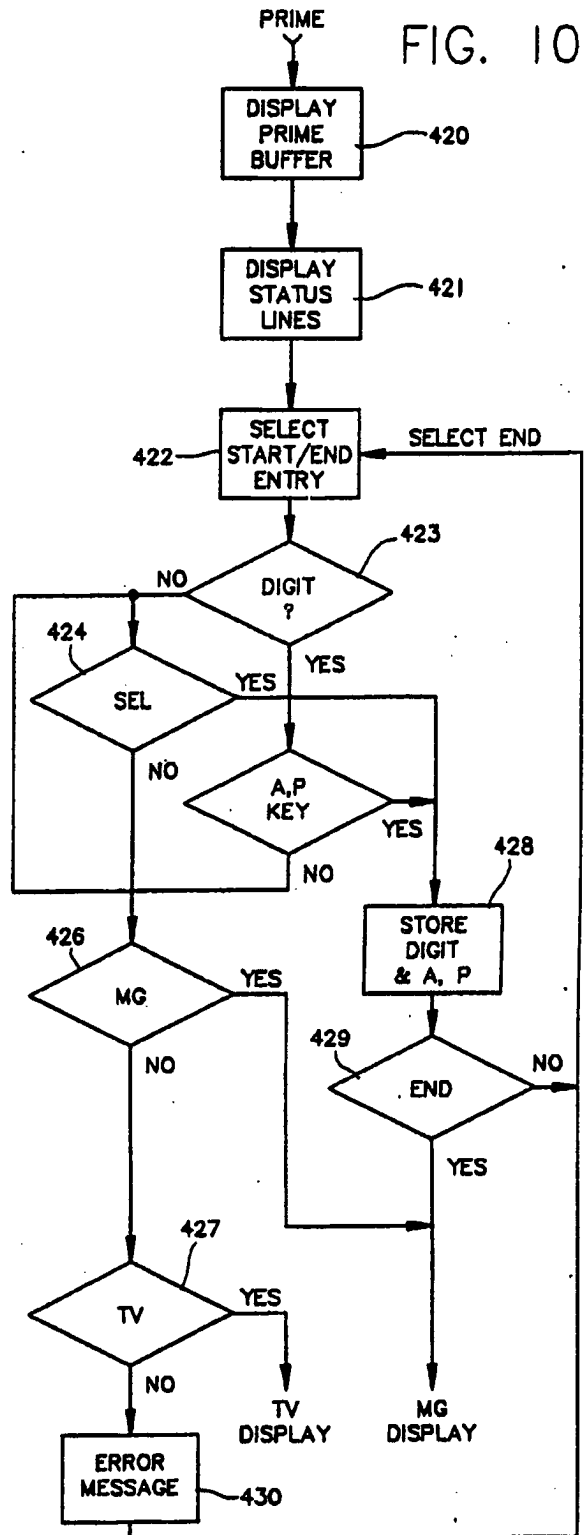 PRIME
FIG. 10
DISPLAY
PRIME
BUFFER
420
DISPLAY
STATUS
LINES
421
SELECT
START/END
ENTRY
422
SELECT END
423
DIGIT
?
NO
YES
424
SEL
YES
NO
A,P
KEY
YES
NO
428
STORE
DIGIT
& A, P
426
MG
YES
NO
429
END
NO
YES
427
TV
YES
NO
TV
DISPLAY
MG
DISPLAY
ERROR
MESSAGE
430